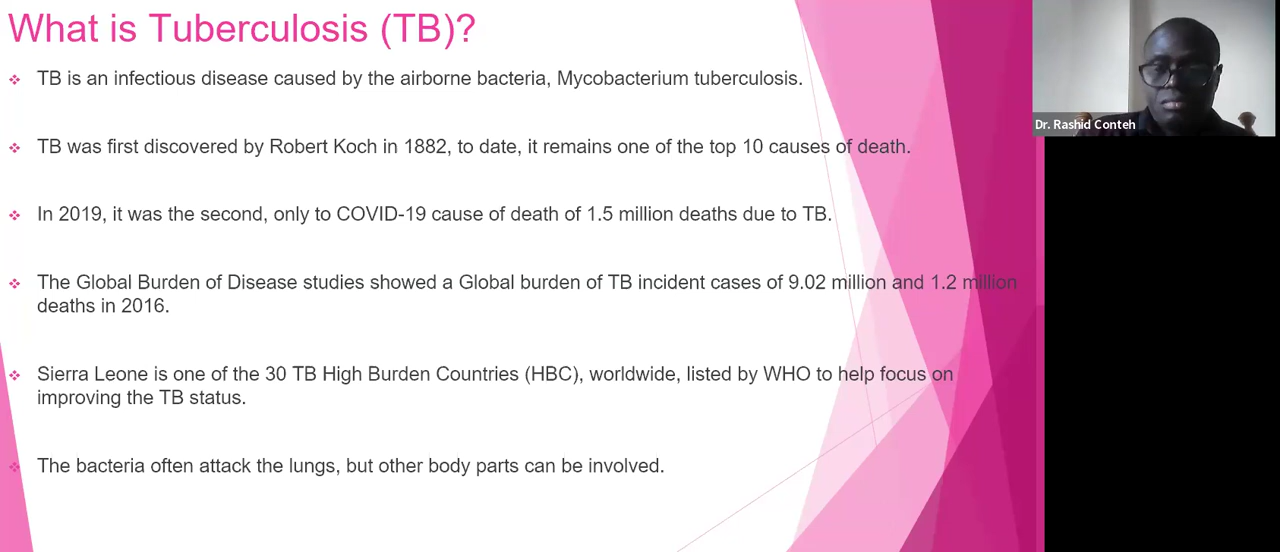 What is Tuberculosis (TB)?
TB is an infectious disease caused by the airborne bacteria, Mycobacterium tuberculosis.
TB was first discovered by Robert Koch in 1882, to date, it remains one of the top 10 causes of death.
In 2019, it was the second, only to COVID-19 cause of death of 1.5 million deaths due to TB.
The Global Burden of Disease studies showed a Global burden of TB incident cases of 9.02 million and 1.2 million
deaths in 2016.
Sierra Leone is one of the 30 TB High Burden Countries (HBC), worldwide, listed by WHO to help focus on
improving the TB status.
The bacteria often attack the lungs, but other body parts can be involved.
Dr. Rashid Conteh